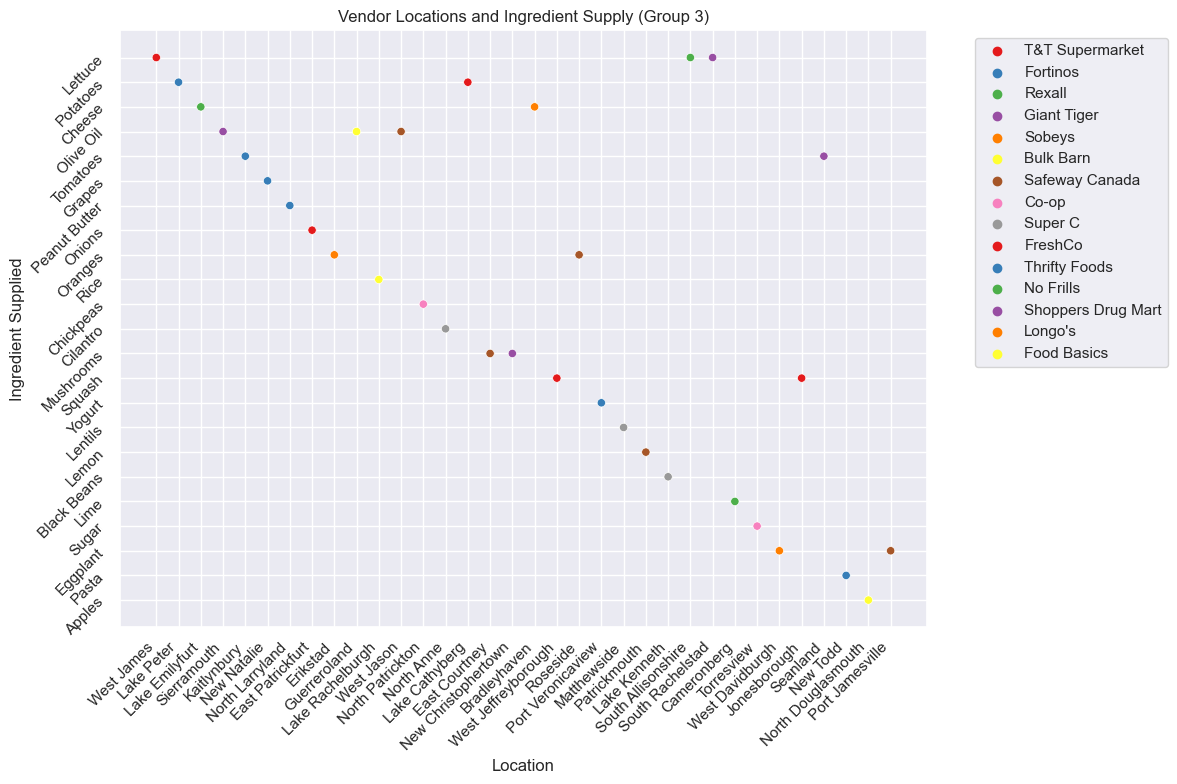 Vendor Locations and Ingredient Supply (Group 3)
Ingredient Supplied
Lettuce
Potatoes
Cheese
Olive Oil
Tomatoes
Grapes
Peanut Butter
Onions
Oranges
Rice
Chickpeas
Cilantro
Mushrooms
Squash
Yogurt
Lentils
Lemon
Black Beans
Lime
Sugar
Eggplant
Pasta
Apples
West James
Lake Peter
Lake Emilyfurt
Sierramouth
Kaitlynbury
New Natalie
North Larryland
East Patrickfurt
Erikstad
Guerreroland
Lake Rachelburgh
West Jason
North Patrickton
North Anne
Lake Cathyberg
East Courtney
New Christophertown
Bradleyhaven
West Jeffreyborough
Roseside
Port Veronicaview
Matthewside
Patrickmouth
Lake Kenneth
South Alisonshire
South Rachelstad
Cameronberg
Torresview
West Davidburgh
Jonesborough
Seanland
New Todd
North Douglasmouth
Port Jamesville
Location
T&T Supermarket
Fortinos
Rexall
Giant Tiger
Sobeys
Bulk Barn
Safeway Canada
Co-op
Super C
FreshCo
Thrifty Foods
No Frills
Shoppers Drug Mart
Longo's
Food Basics